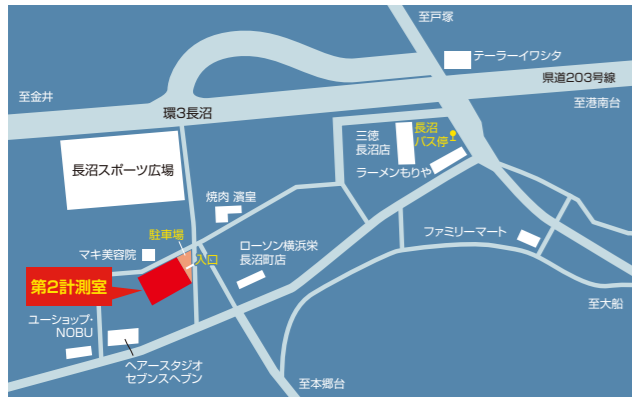 至戸塚
テーラーイワシタ
県道203号線
至金井
至港南台
環3長沼
三徳
長沼店
長沼
バス停
長沼スポーツ広場
ラーメンもりや
焼肉 濱皇
駐車場
ファミリーマート
マキ美容院
入口
ローソン横浜栄
長沼町店
第2計測室
至大船
ユーショップ・
NOBU
ヘアースタジオ
セブンスヘブン
至本郷台